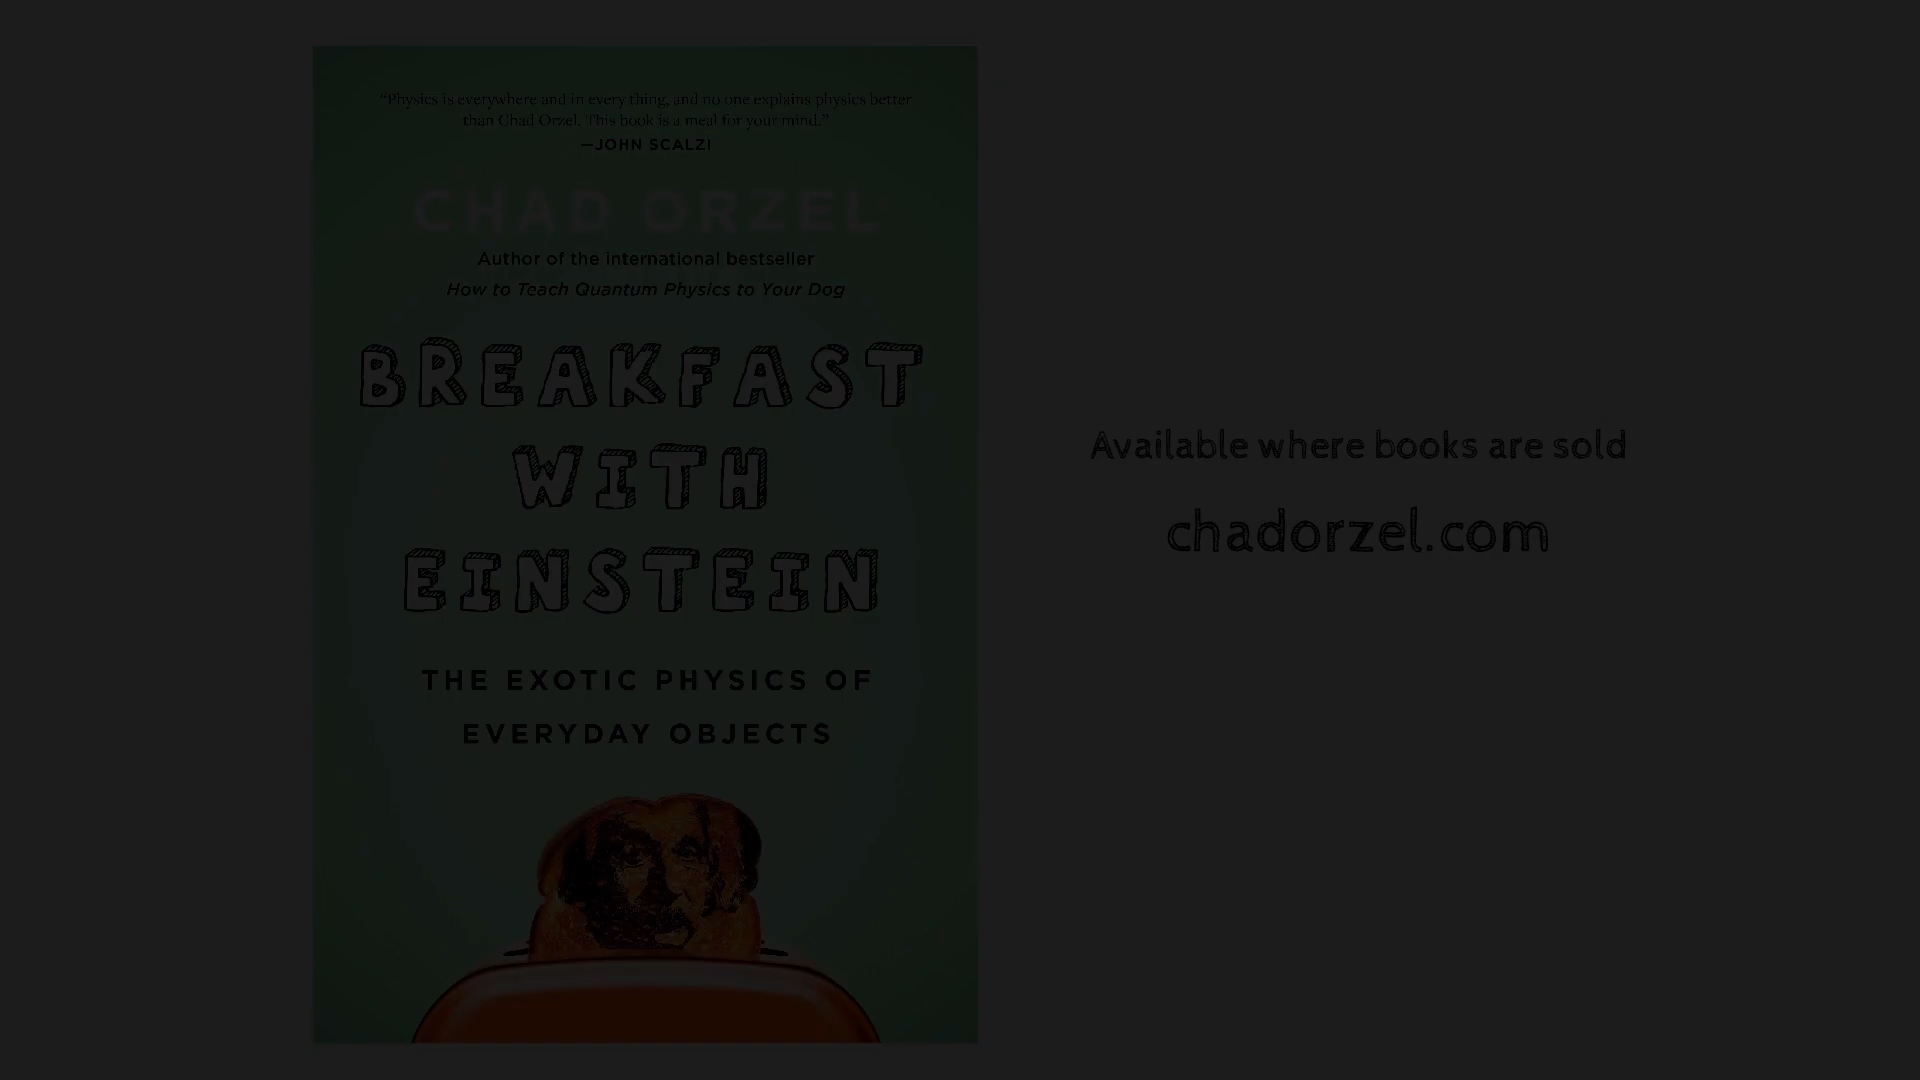 “Physics is everywhere and in every thing, and no one explains physics better
than Chad Orzel. This book is a meal for your mind.”
—JOHN SCALZI
CHAD ORZEL
Author of the international bestseller
How to Teach Quantum Physics to Your Dog
BREAKFAST
WITH
EINSTEIN
THE EXOTIC PHYSICS OF
EVERYDAY OBJECTS
Available where books are sold
chadorzel.com